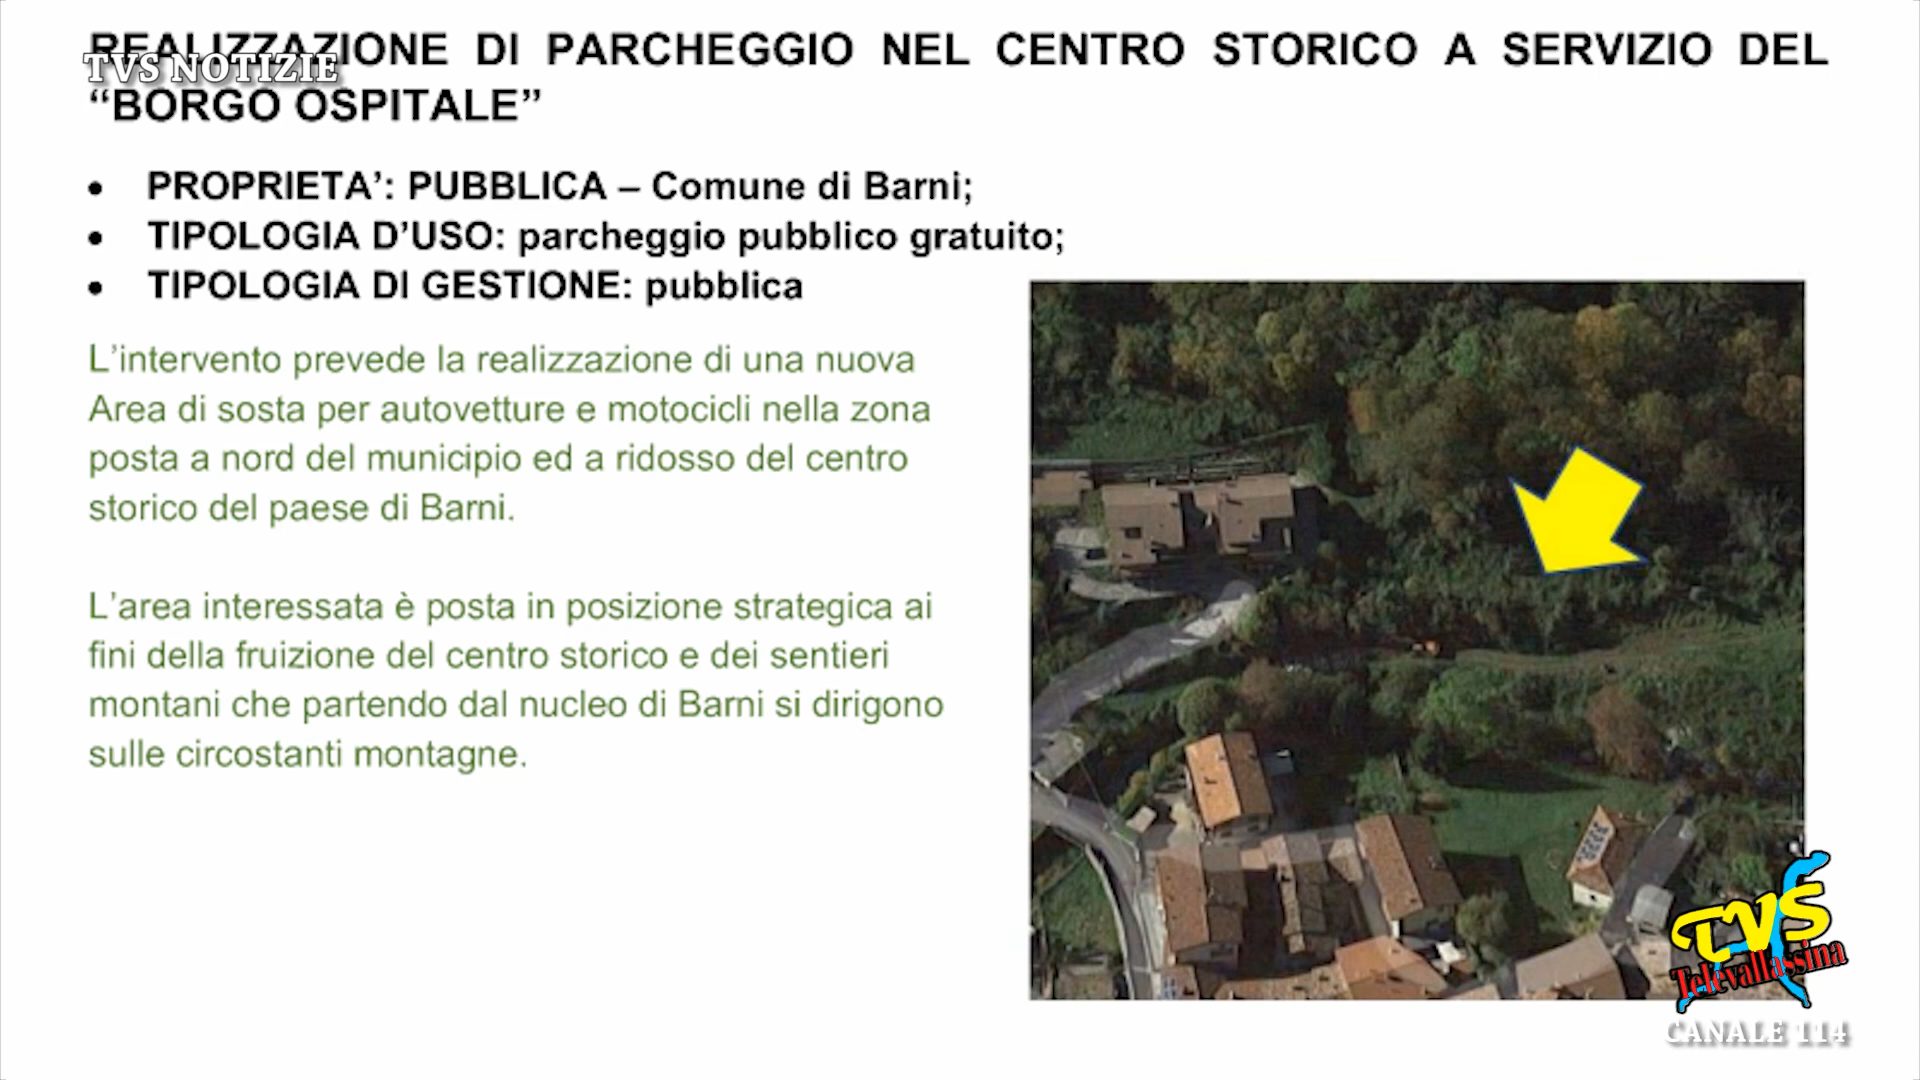 REALIZZAZIONE DI PARCHEGGIO NEL CENTRO STORICO A SERVIZIO DEL
TVS NOTIZIE
“BORGO OSPITALE”
• PROPRIETA’: PUBBLICA – Comune di Barni;
• TIPOLOGIA D’USO: parcheggio pubblico gratuito;
• TIPOLOGIA DI GESTIONE: pubblica
L’intervento prevede la realizzazione di una nuova
Area di sosta per autovetture e motocicli nella zona
posta a nord del municipio ed a ridosso del centro
storico del paese di Barni.
L’area interessata è posta in posizione strategica ai
fini della fruizione del centro storico e dei sentieri
montani che partendo dal nucleo di Barni si dirigono
sulle circostanti montagne.
TVS
Televallassina
CANALE 114